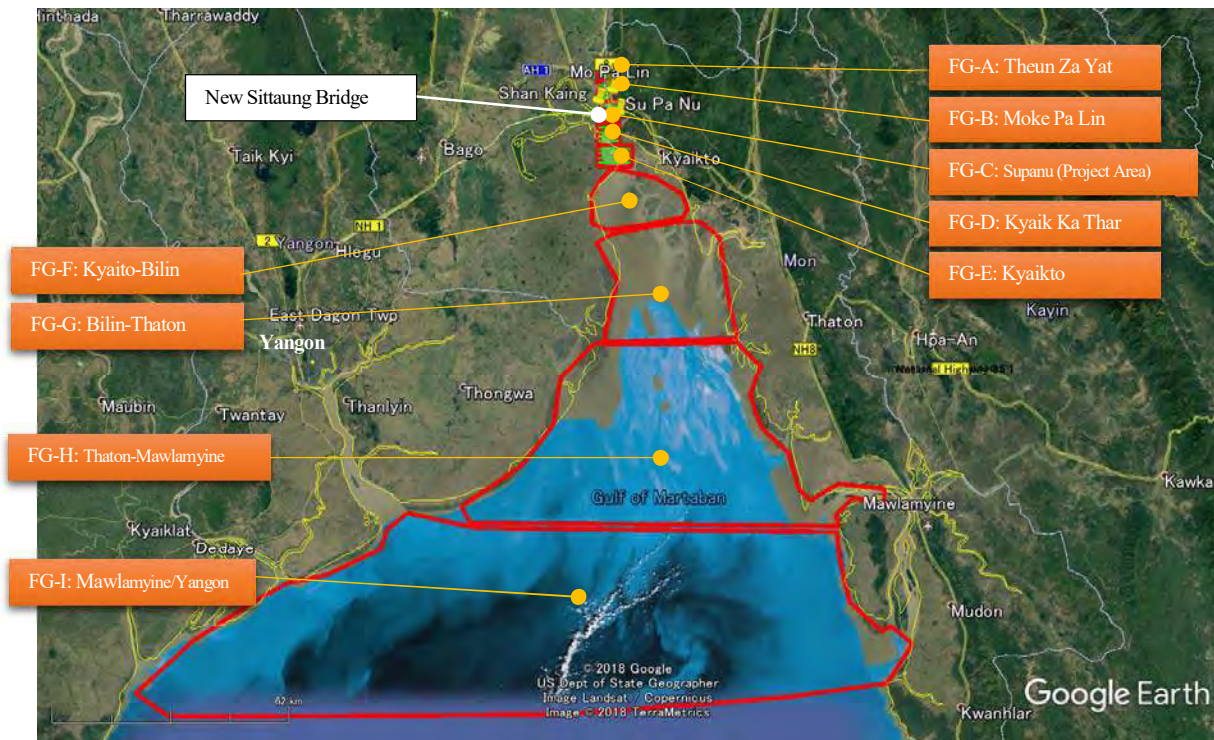 Hinthada
Tharrawaddy
AH 1
Mo Pa Lin
Shan Kaing
Su Pa Nu
New Sittaung Bridge
FG-A: Theun Za Yat
FG-B: Moke Pa Lin
FG-C: Supanu (Project Area)
FG-D: Kyaik Ka Thar
FG-E: Kyaikto
Taik Kyi
Bago
Kyaikto
NH 1
2
Yangon
Hlegu
FG-F: Kyaito-Bilin
FG-G: Bilin-Thaton
Mon
Kayin
East Dagon Twp
Yangon
Thaton
Hpa-An
NH8
Maubin
Twantay
Thanlyin
Thongwa
FG-H: Thaton-Mawlamyine
Gulf of Martaban
Mawlamyine
Kawka
Kyaiklat
Dedaye
FG-I: Mawlamyine/Yangon
Mudon
© 2018 Google
US Dept of State Geographer
Image Landsat / Copernicus
Image © 2018 TerraMetrics
62 km
Google Earth
Kwanhlar